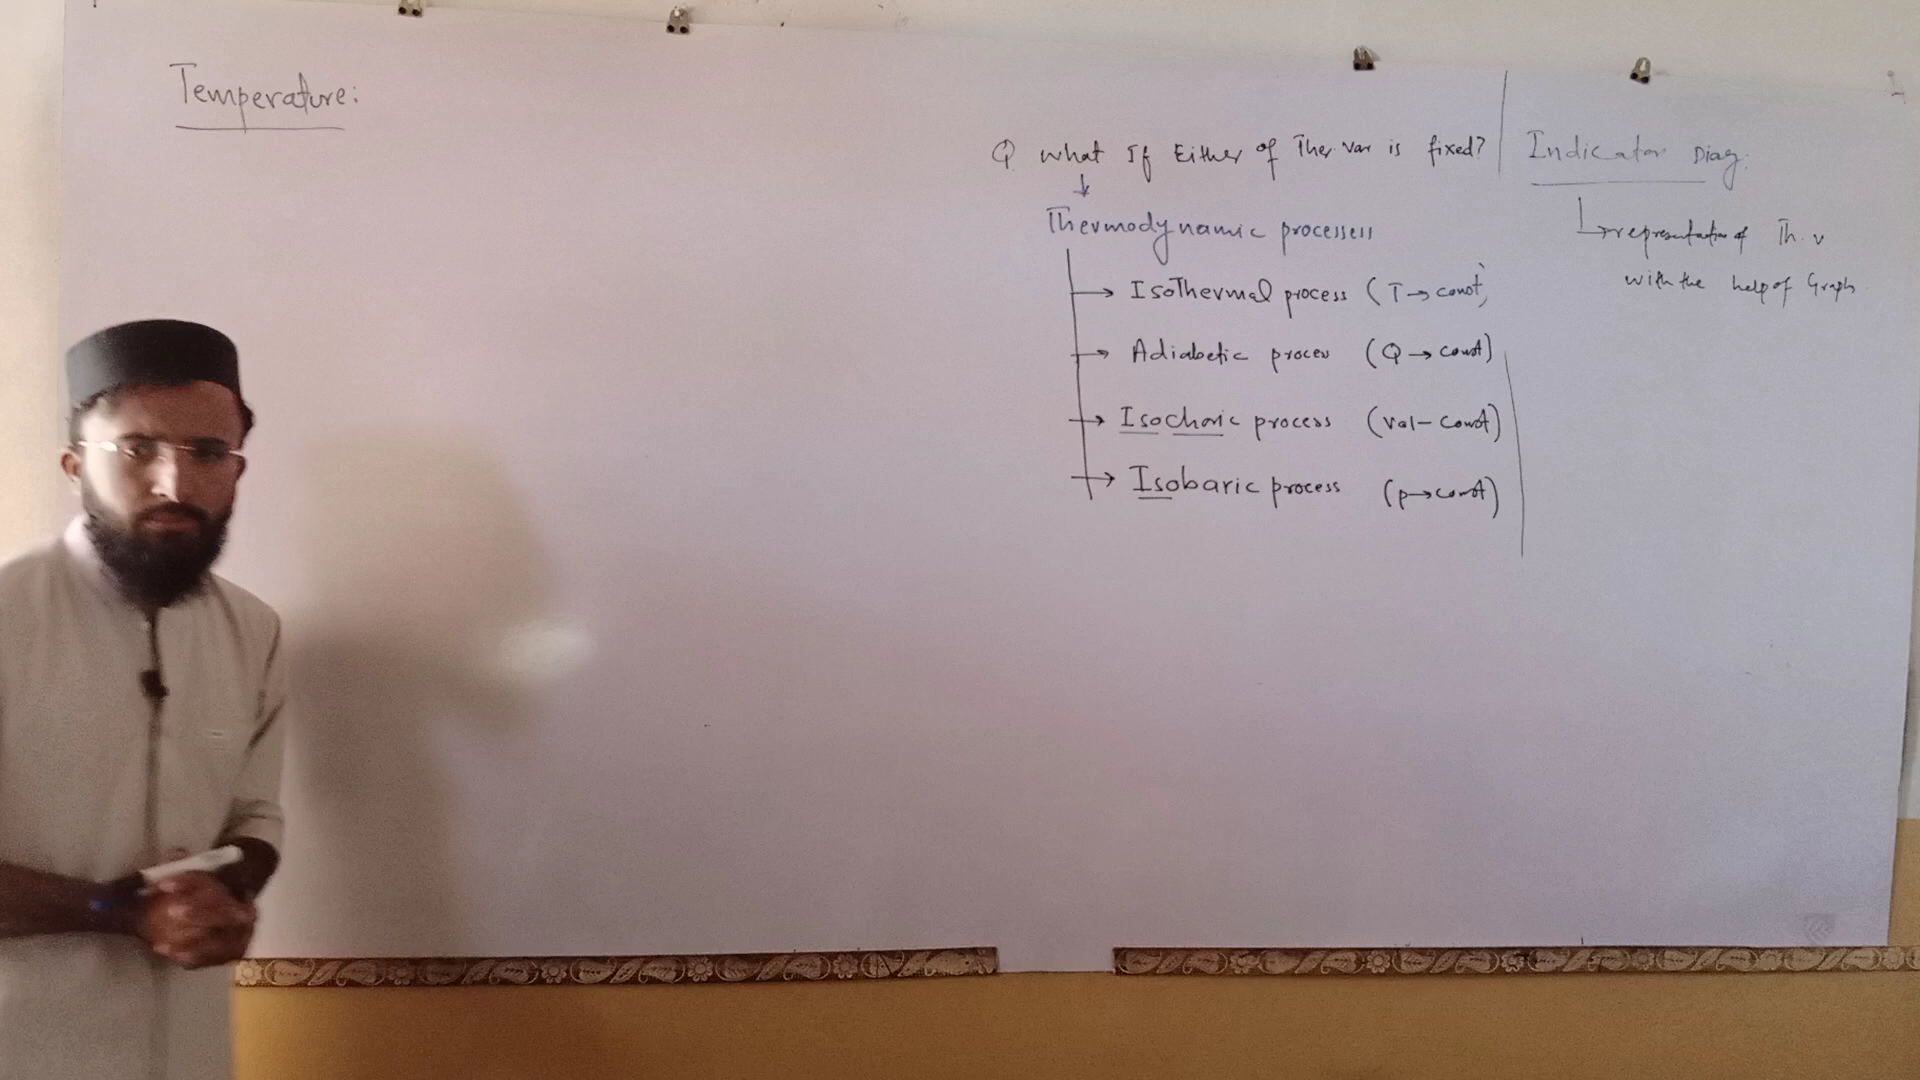 Temperature:
Q what If Either of Ther. var is fixed?
Thermodynamic processess
IsoThermal process (T→const)
Adiabetic process (Q→const)
Isochoric process (Vol-const)
Isobaric process (p→const)
Indicator Diag:
representation of Th. v
with the help of Graph